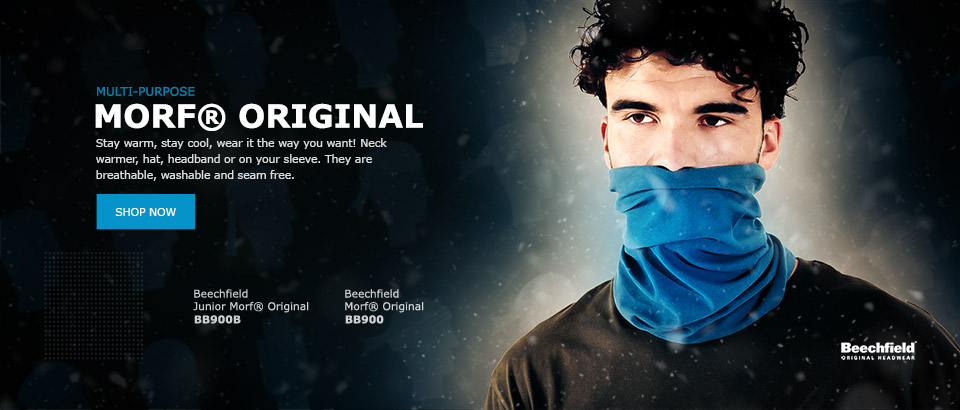 MULTI-PURPOSE
MORF® ORIGINAL
Stay warm, stay cool, wear it the way you want! Neck
warmer, hat, headband or on your sleeve. They are
breathable, washable and seam free.
SHOP NOW
Beechfield
Junior Morf® Original
BB900B
Beechfield
Morf® Original
BB900
Beechfield
ORIGINAL HEADWEAR